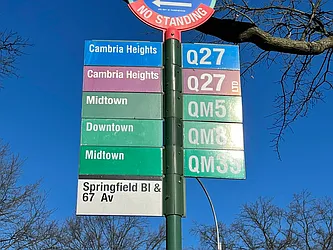 NO STANDING
Cambria Heights Q27
Cambria Heights Q27
Midtown QM5
Downtown QM8
Midtown QM35
Springfield Bl &
67 Av